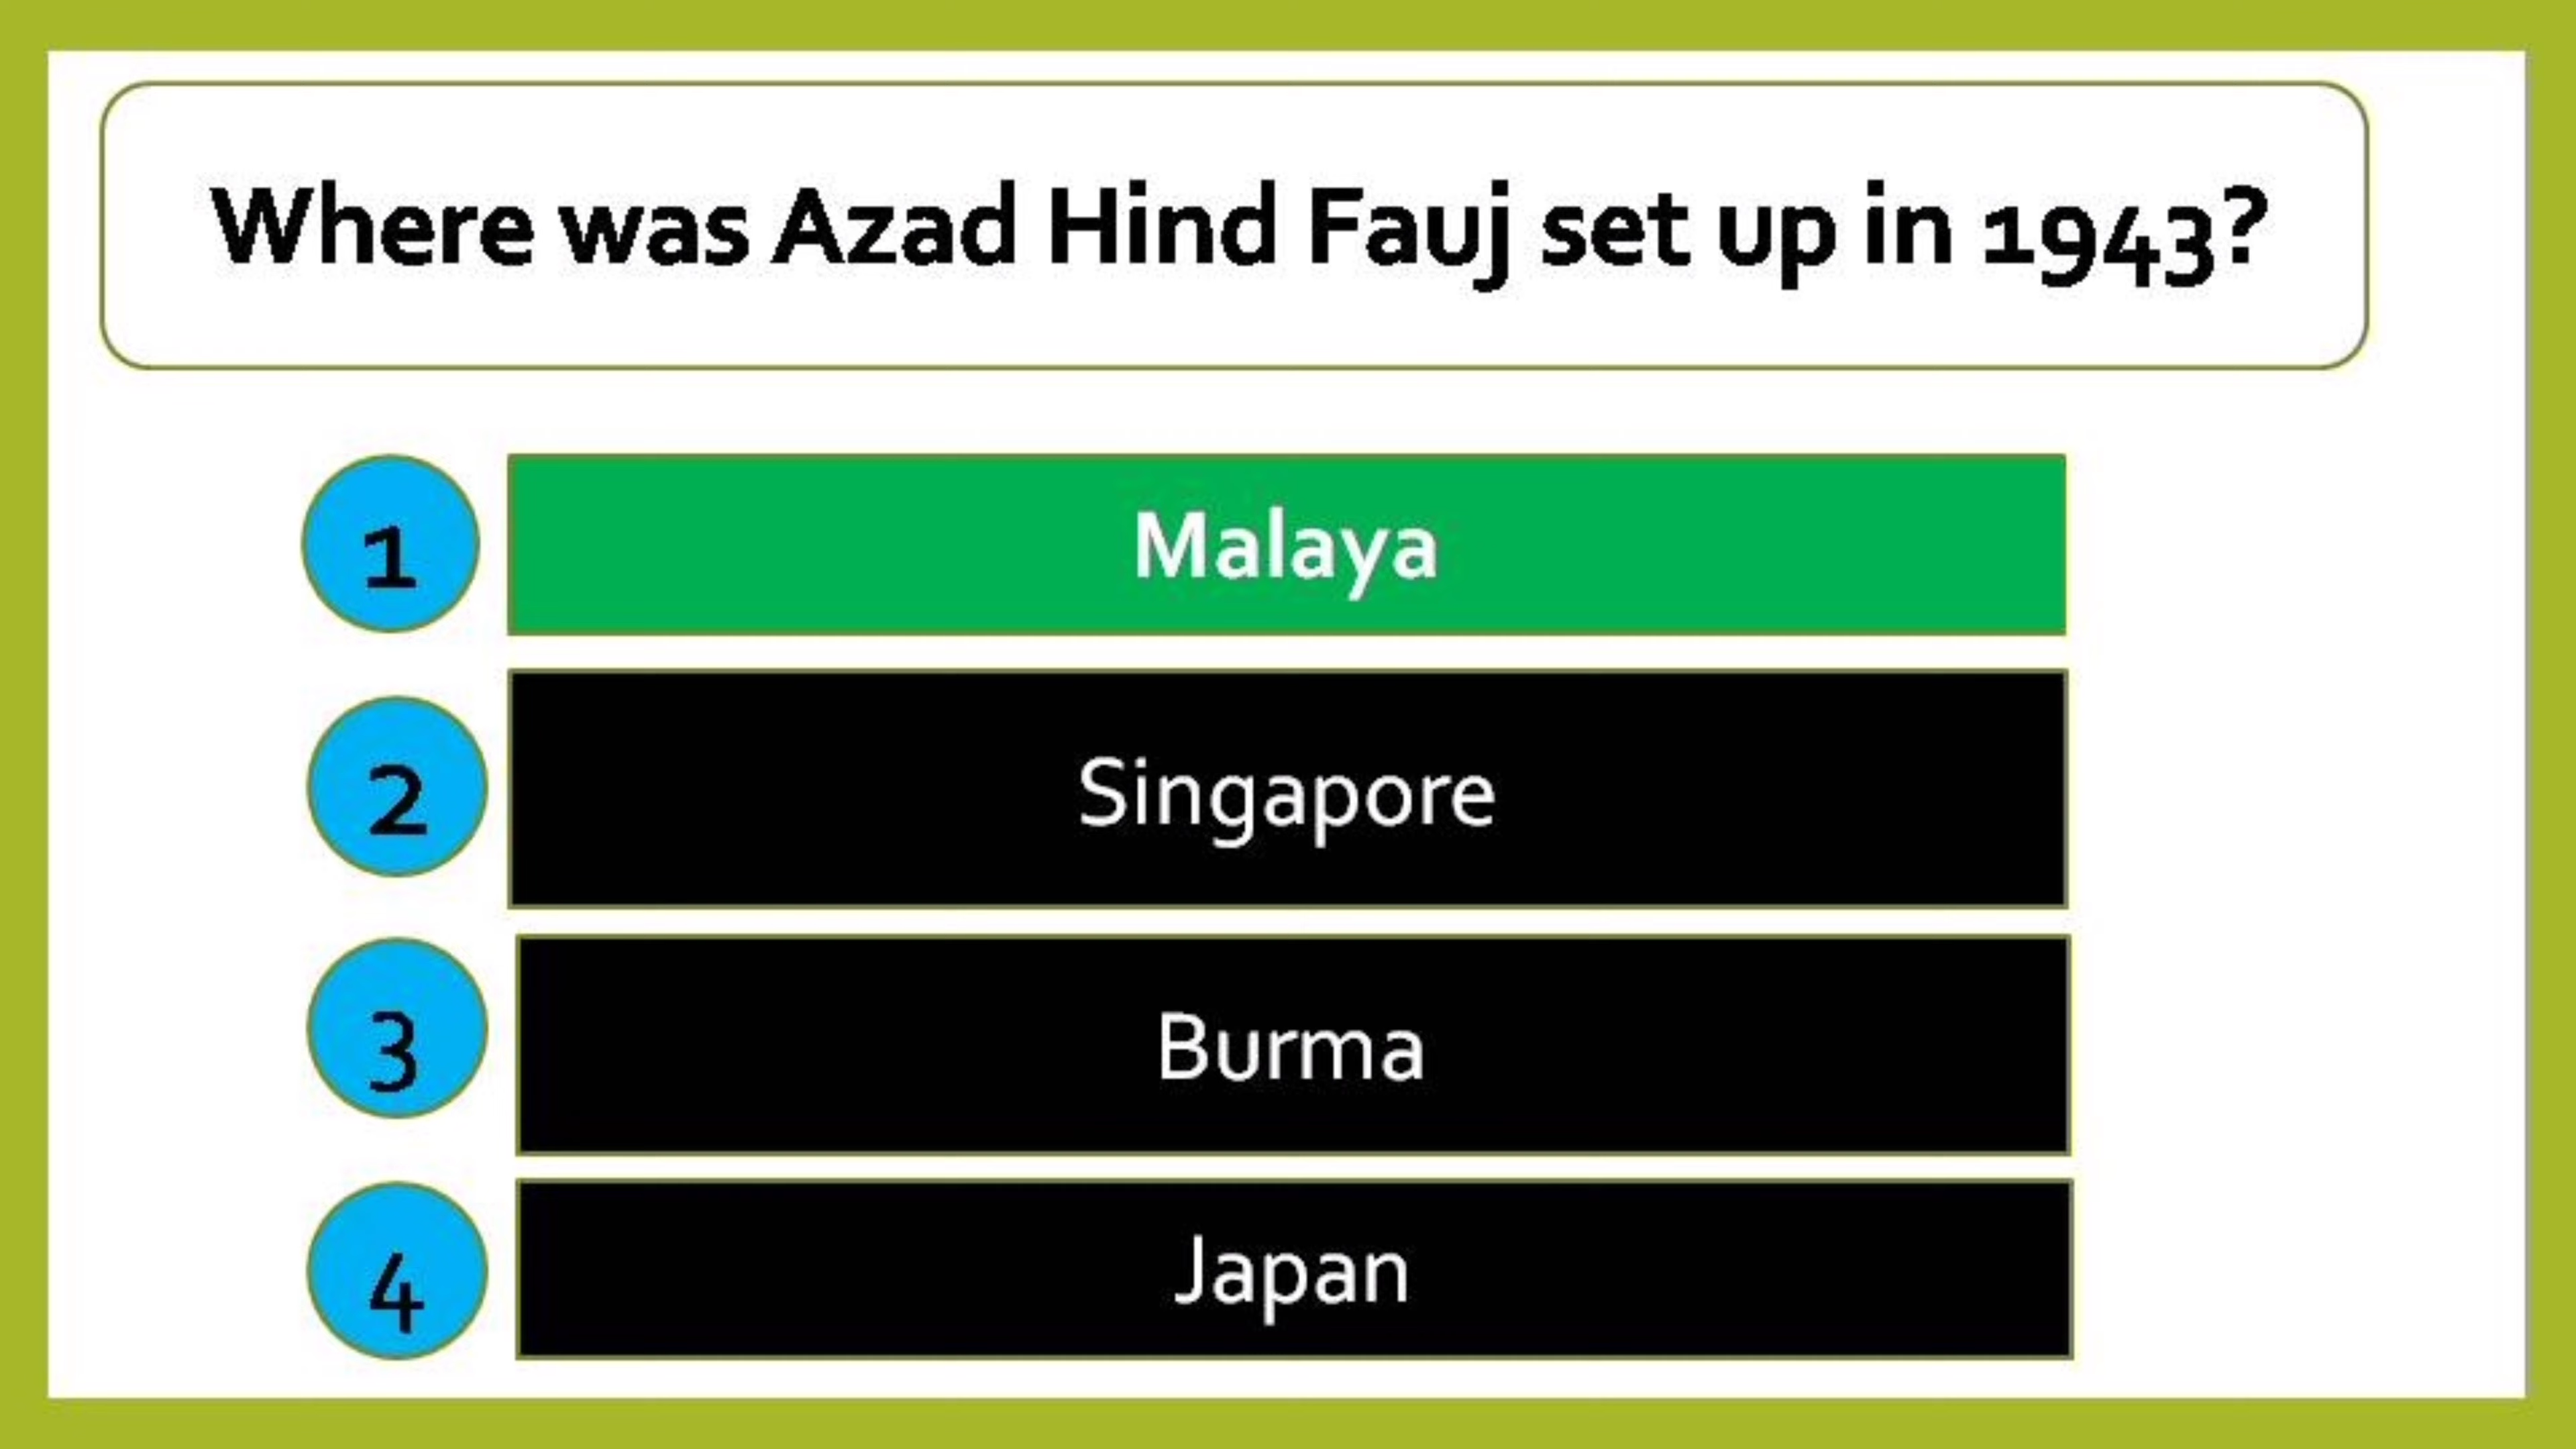 Where was Azad Hind Fauj set up in 1943?
1 Malaya
2 Singapore
3 Burma
4 Japan